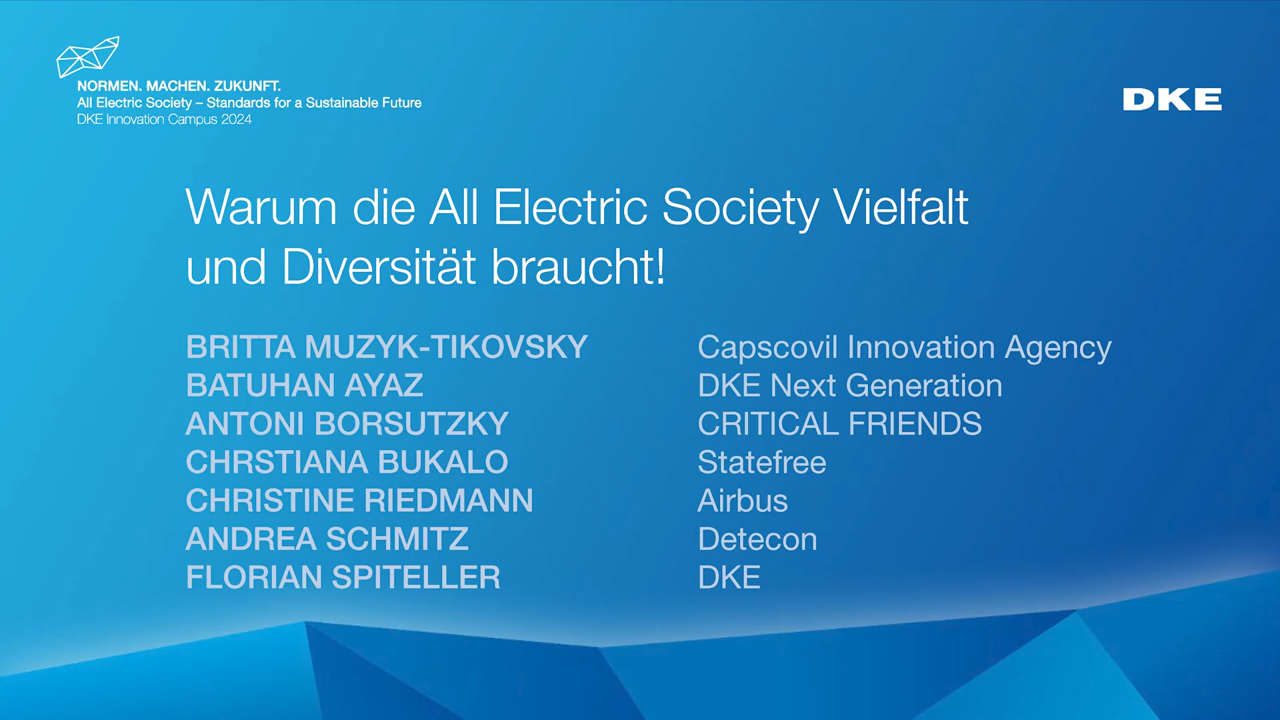 NORMEN. MACHEN. ZUKUNFT.
All Electric Society – Standards for a Sustainable Future
DKE Innovation Campus 2024
DKE
Warum die All Electric Society Vielfalt
und Diversität braucht!
BRITTA MUZYK-TIKOVSKY Capscovil Innovation Agency
BATUHAN AYAZ DKE Next Generation
ANTONI BORSUTZKY CRITICAL FRIENDS
CHRSTIANA BUKALO Statefree
CHRISTINE RIEDMANN Airbus
ANDREA SCHMITZ Detecon
FLORIAN SPITELLER DKE